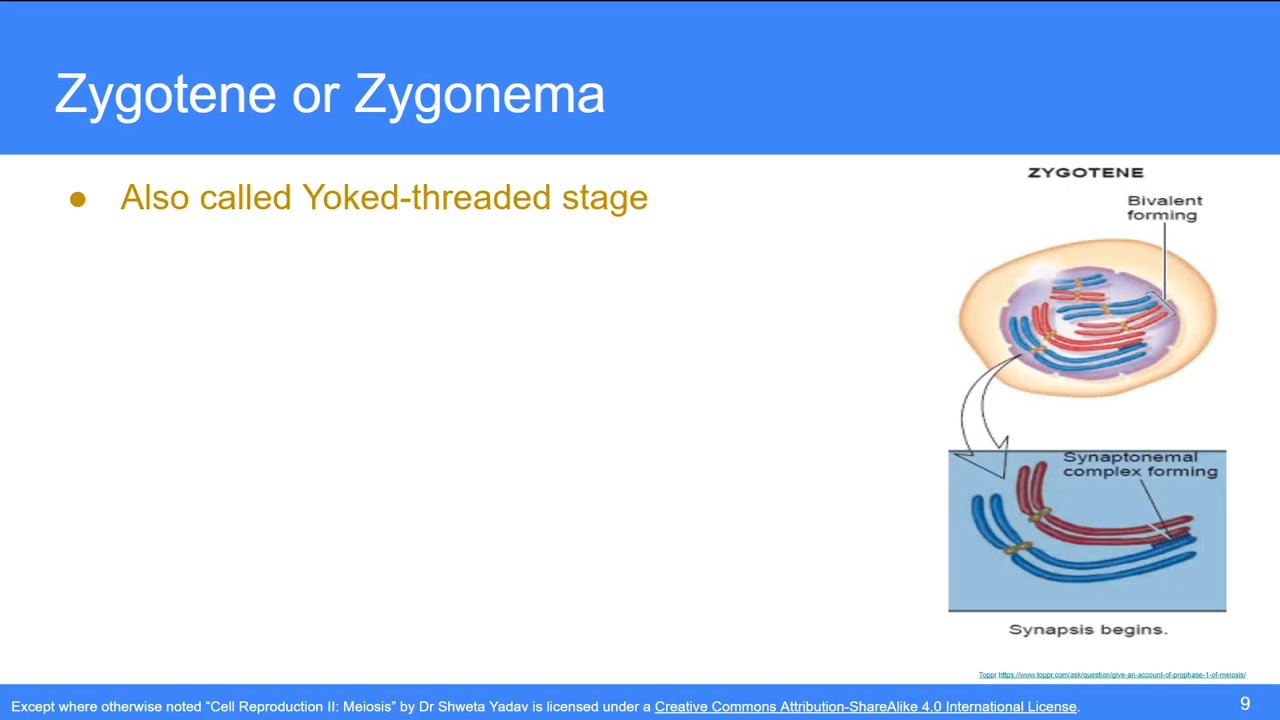 Zygotene or Zygonema
● Also called Yoked-threaded stage
ZYGOTENE
Bivalent
forming
Synaptonemal
complex forming
Synapsis begins.
Toppr https://www.toppr.com/ask/question/give-an-account-of-prophase-1-of-meiosis/
Except where otherwise noted “Cell Reproduction II: Meiosis” by Dr Shweta Yadav is licensed under a Creative Commons Attribution-ShareAlike 4.0 International License.
9